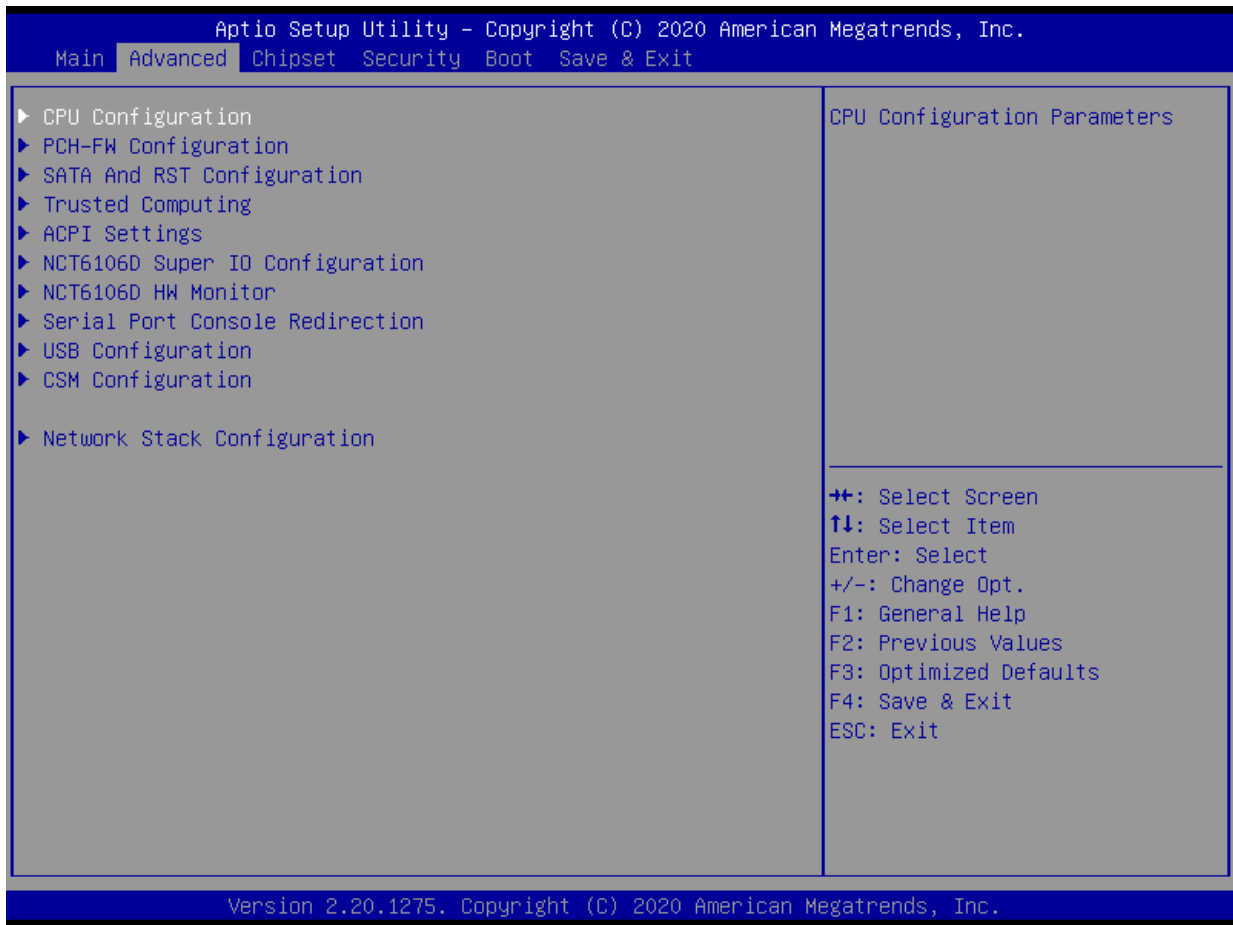 Aptio Setup Utility – Copyright (C) 2020 American Megatrends, Inc.
Main Advanced Chipset Security Boot Save & Exit
▶ CPU Configuration
▶ PCH-FW Configuration
▶ SATA And RST Configuration
▶ Trusted Computing
▶ ACPI Settings
▶ NCT6106D Super IO Configuration
▶ NCT6106D HW Monitor
▶ Serial Port Console Redirection
▶ USB Configuration
▶ CSM Configuration
▶ Network Stack Configuration
CPU Configuration Parameters
→←: Select Screen
↑↓: Select Item
Enter: Select
+/-: Change Opt.
F1: General Help
F2: Previous Values
F3: Optimized Defaults
F4: Save & Exit
ESC: Exit
Version 2.20.1275. Copyright (C) 2020 American Megatrends, Inc.